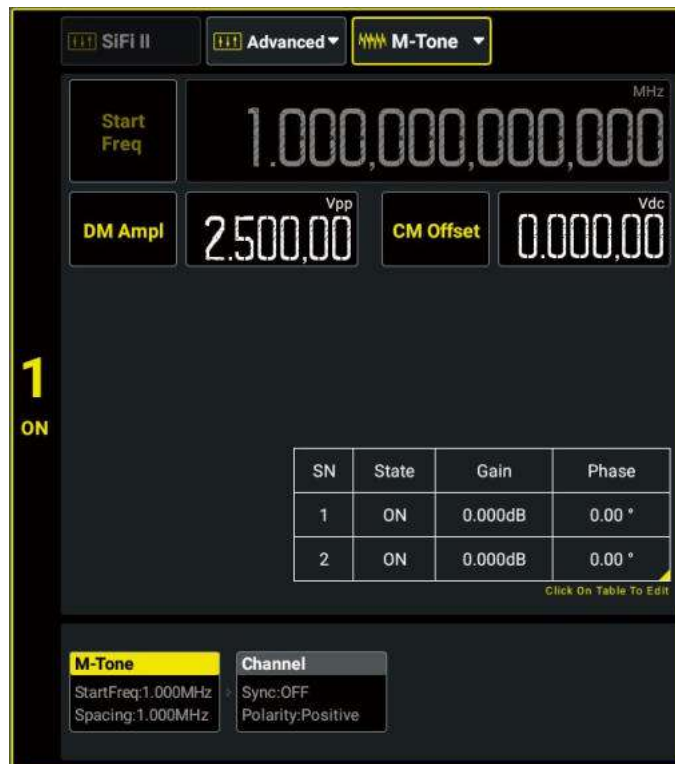 SiFi II Advanced M-Tone
MHz
Start
Freq
1.000,000,000,000
DM Ampl 2.500,00 Vpp CM Offset 0.000,00 Vdc
1
ON
SN State Gain Phase
1 ON 0.000dB 0.00 °
2 ON 0.000dB 0.00 °
Click On Table To Edit
M-Tone Channel
StartFreq:1.000MHz Sync:OFF
Spacing:1.000MHz Polarity:Positive